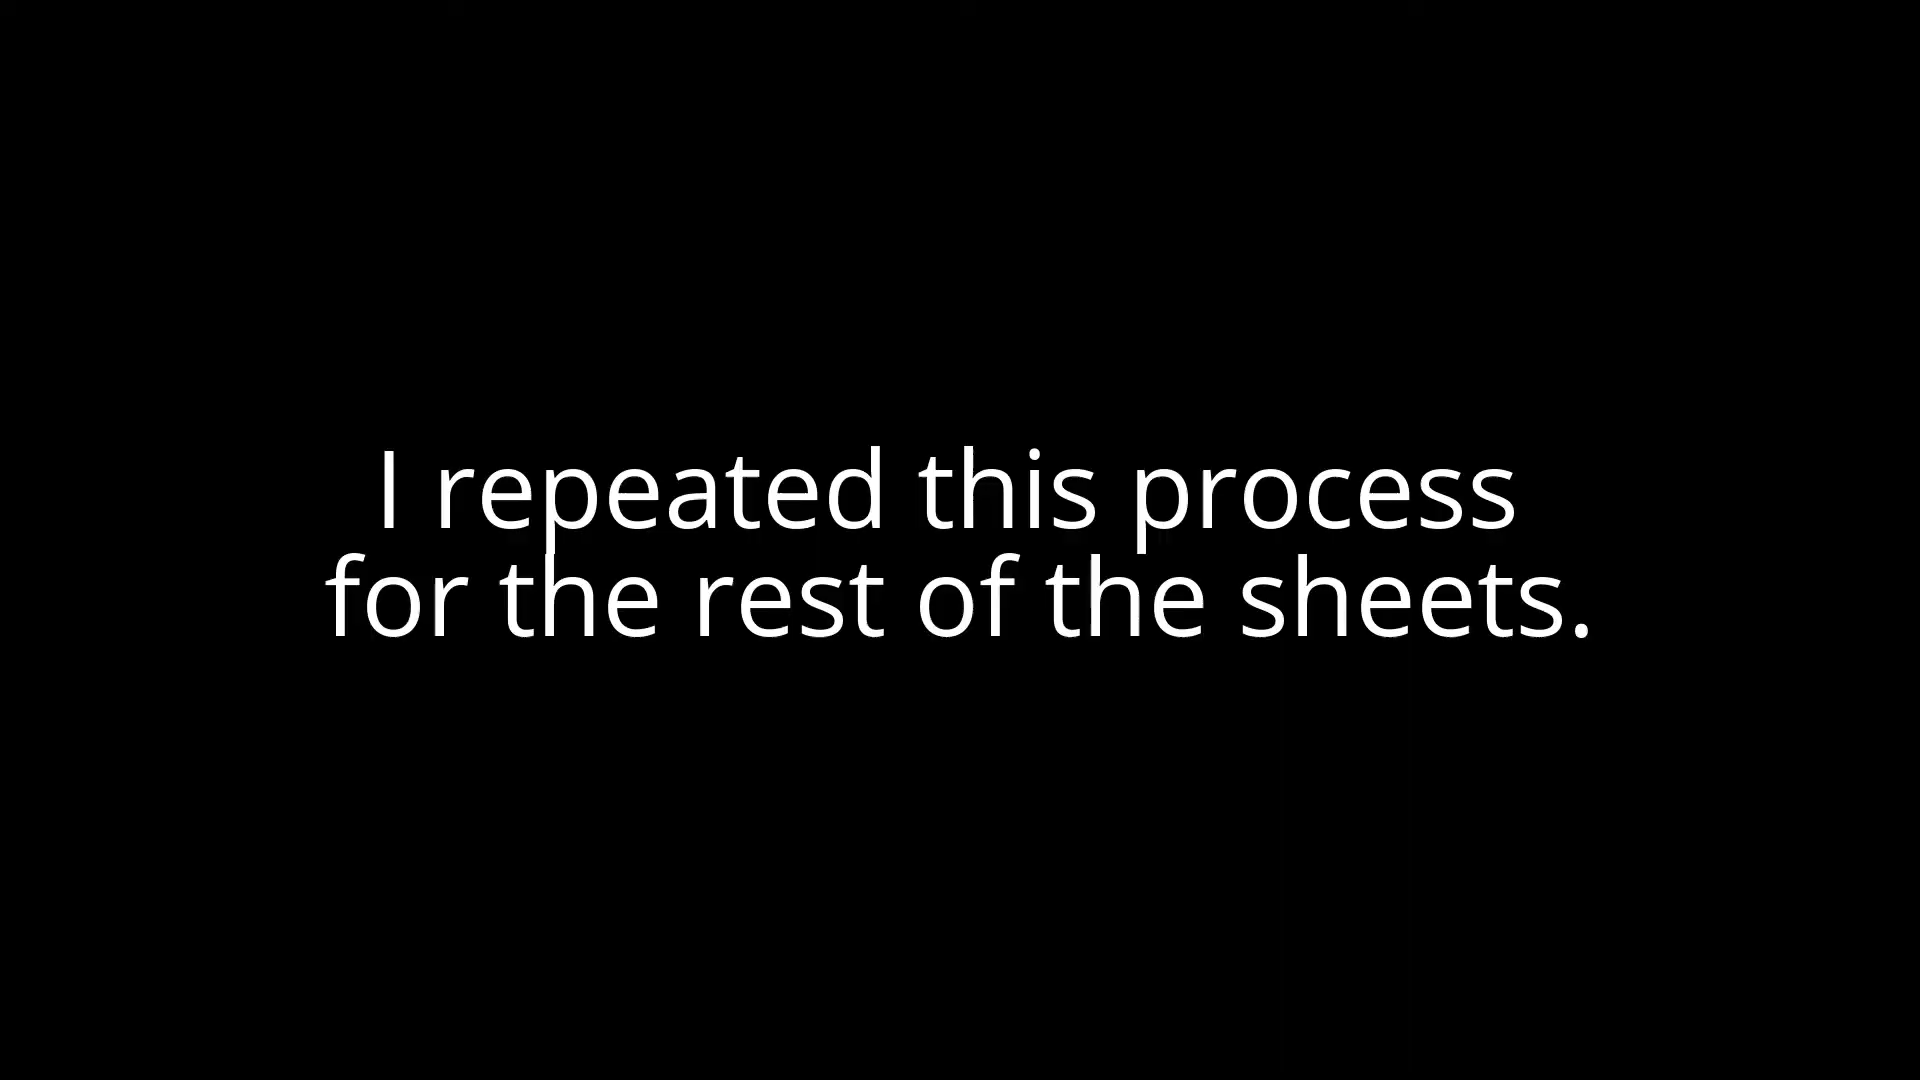 I repeated this process
for the rest of the sheets.